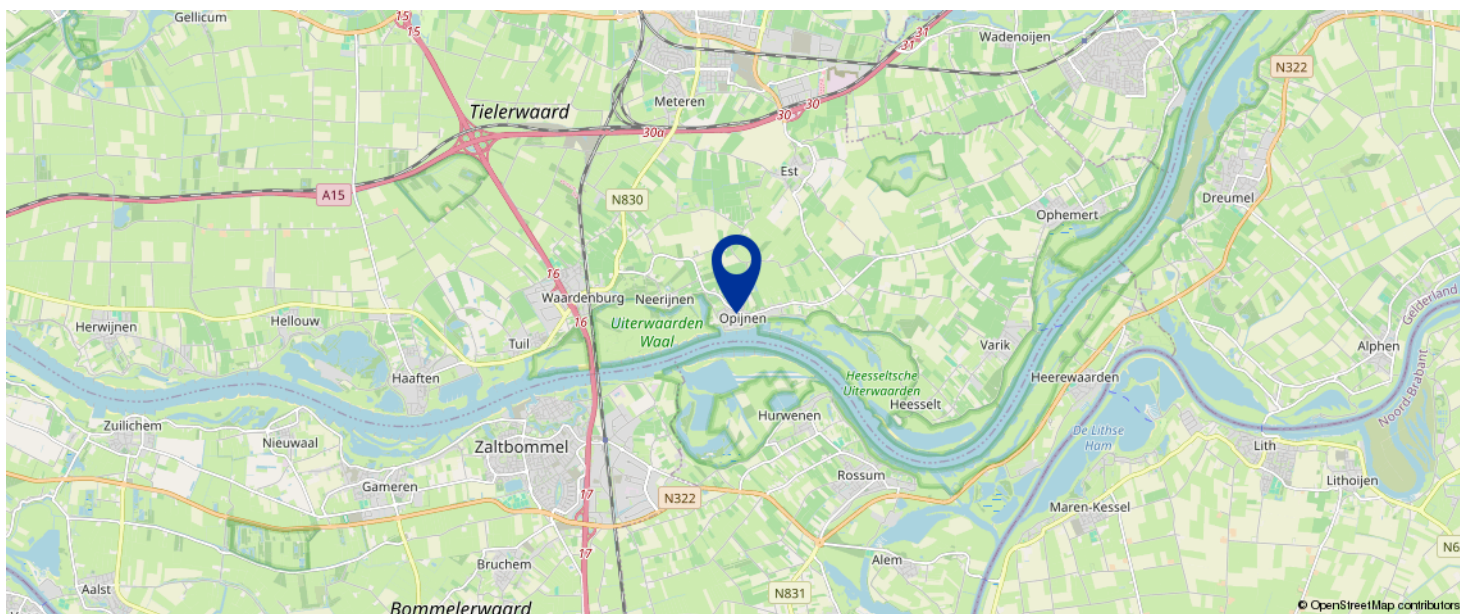 Gellicum
15
15
31
31
Wadenoijen
N322
Meteren
Tielerwaard
30
30
30a
Est
A15
N830
Dreumel
Ophemert
16
Waardenburg
Neerijnen
Opijnen
Gelderland
Herwijnen
Hellouw
16
Uiterwaarden
Waal
Tuil
Varik
Alphen
Haaften
Heesseltsche
Uiterwaarden
Heerewaarden
Noord-Brabant
Heesselt
Hurwenen
Zuilichem
Nieuwaal
Zaltbommel
De Lithse
Ham
Lith
Gameren
Rossum
Lithoijen
17
N322
Maren-Kessel
17
N6
Bruchem
Alem
Aalst
N831
Bommelerwaard
© OpenStreetMap contributors